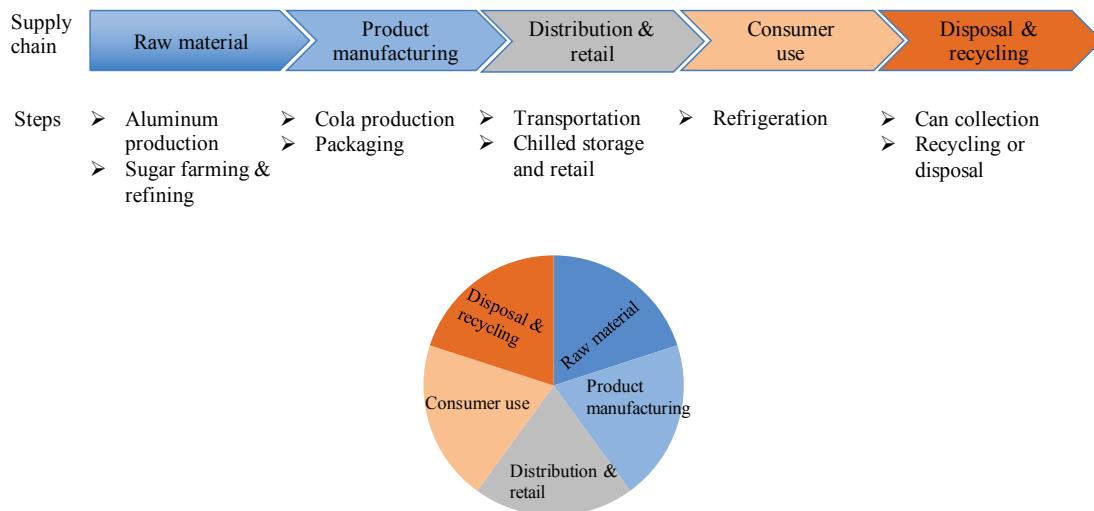 Supply
chain
Raw material
Product
manufacturing
Distribution &
retail
Consumer
use
Disposal &
recycling
Steps
➢ Aluminum
production
➢ Sugar farming &
refining
➢ Cola production
➢ Packaging
➢ Transportation
➢ Chilled storage
and retail
➢ Refrigeration
➢ Can collection
➢ Recycling or
disposal
Disposal &
recycling
Raw material
Product
manufacturing
Consumer use
Distribution &
retail